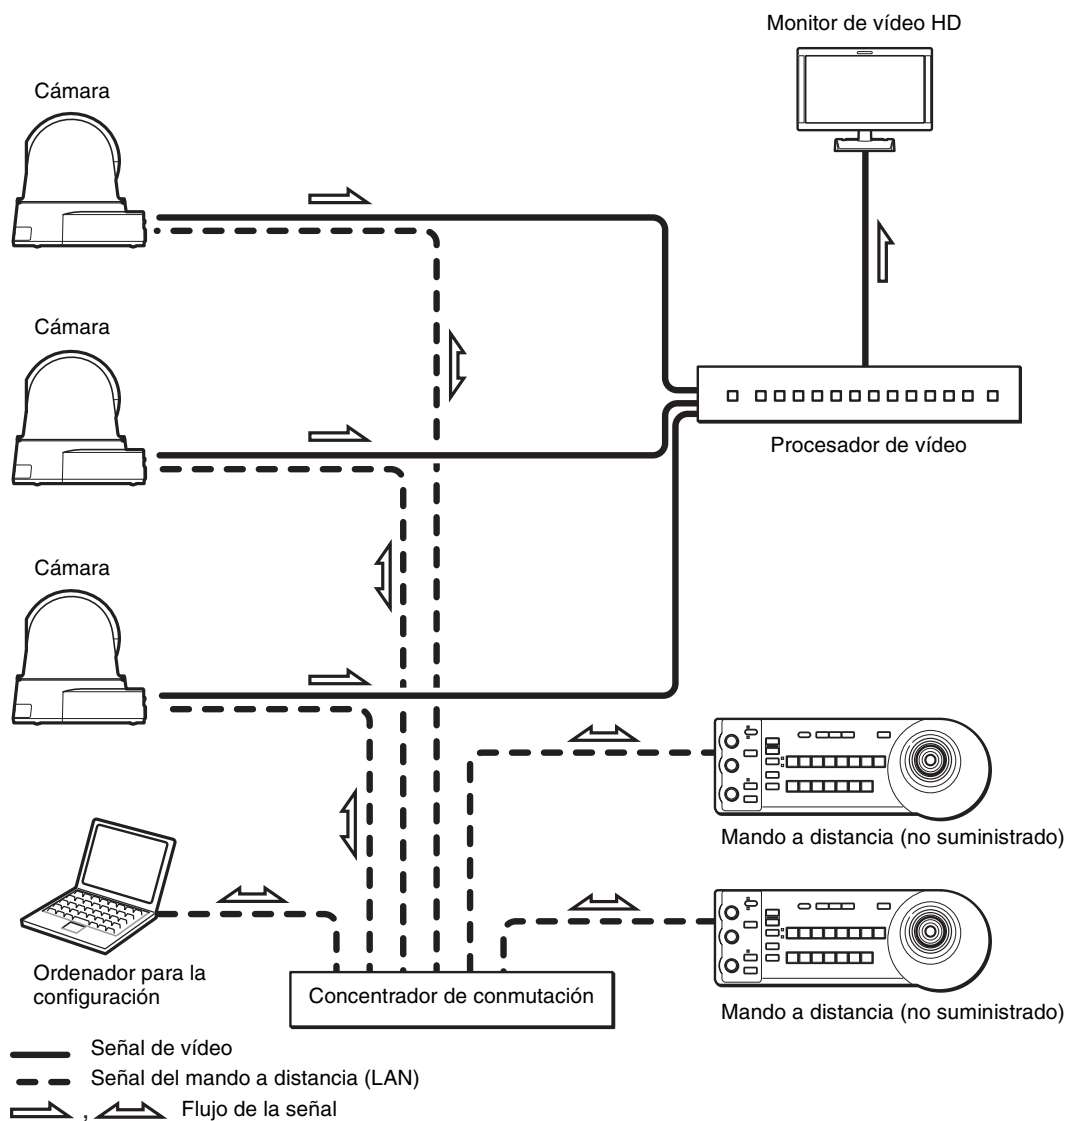 Monitor de vídeo HD
Cámara
Cámara
Procesador de vídeo
Cámara
Mando a distancia (no suministrado)
Ordenador para la
configuración
Concentrador de conmutación
Mando a distancia (no suministrado)
Señal de vídeo
Señal del mando a distancia (LAN)
, Flujo de la señal